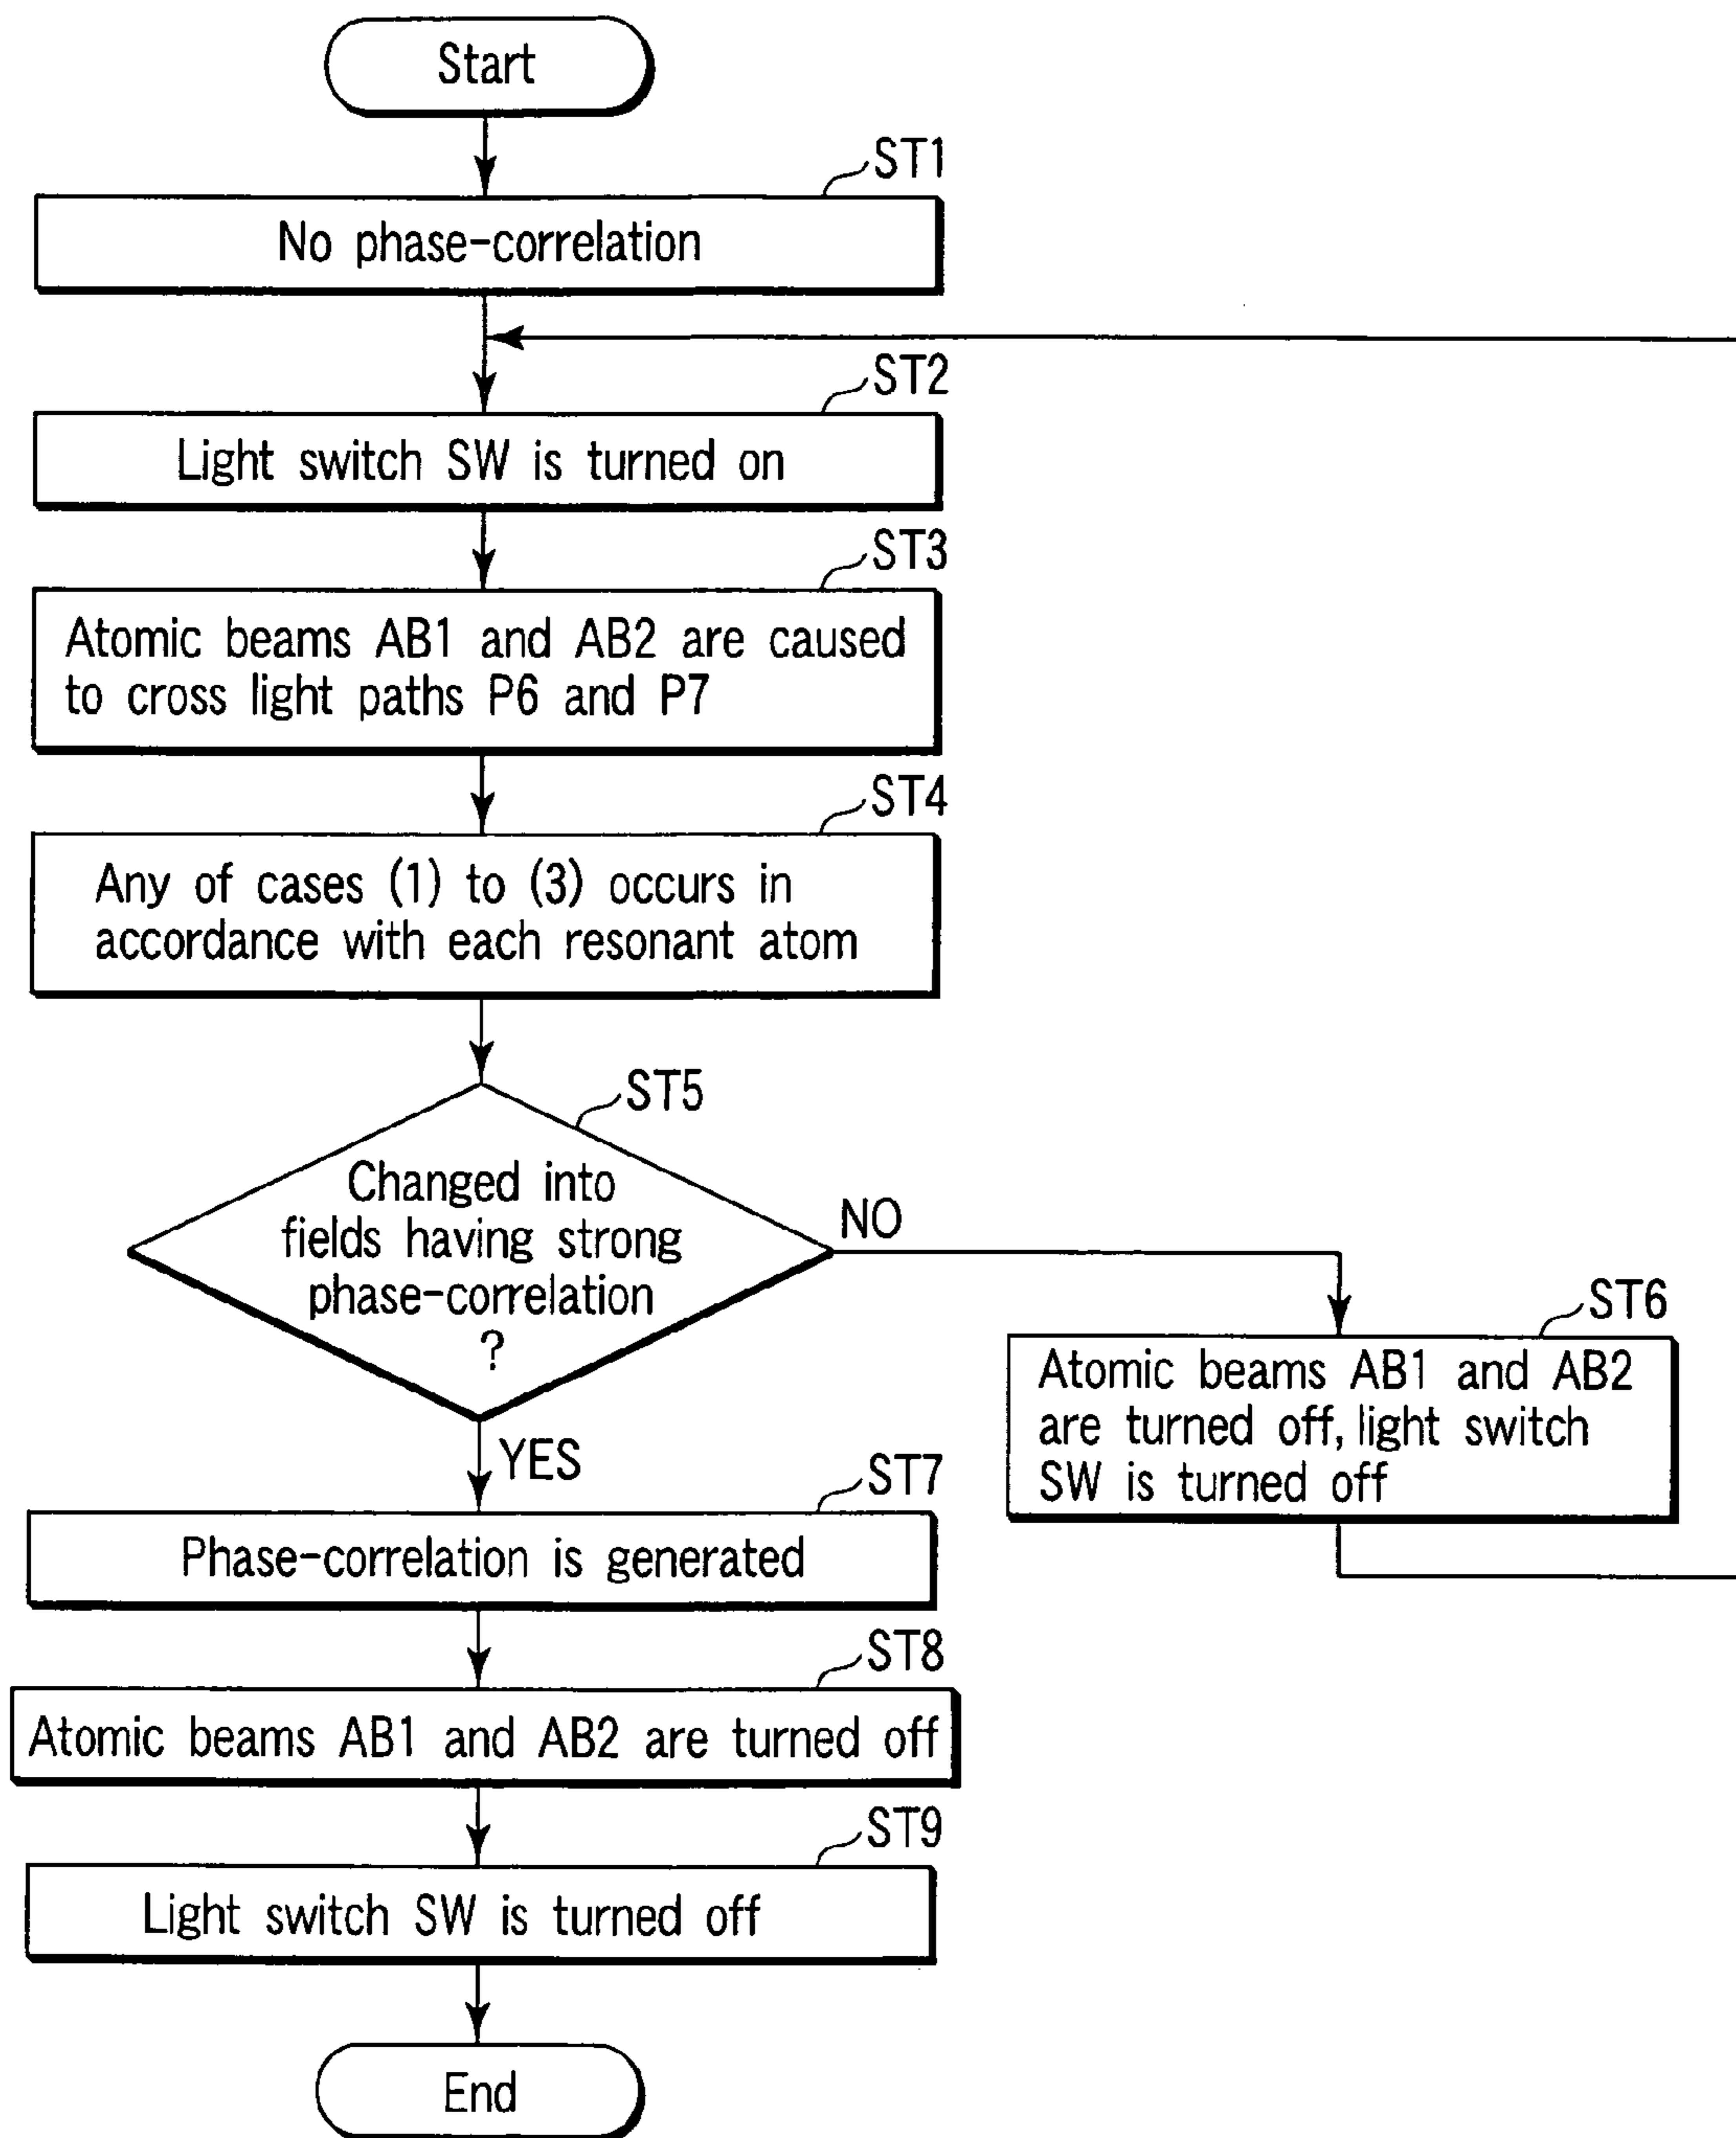 Start
ST1
No phase-correlation
ST2
Light switch SW is turned on
ST3
Atomic beams AB1 and AB2 are caused
to cross light paths P6 and P7
ST4
Any of cases (1) to (3) occurs in
accordance with each resonant atom
ST5
Changed into
fields having strong
phase-correlation
?
NO
ST6
Atomic beams AB1 and AB2
are turned off, light switch
SW is turned off
YES
ST7
Phase-correlation is generated
ST8
Atomic beams AB1 and AB2 are turned off
ST9
Light switch SW is turned off
End